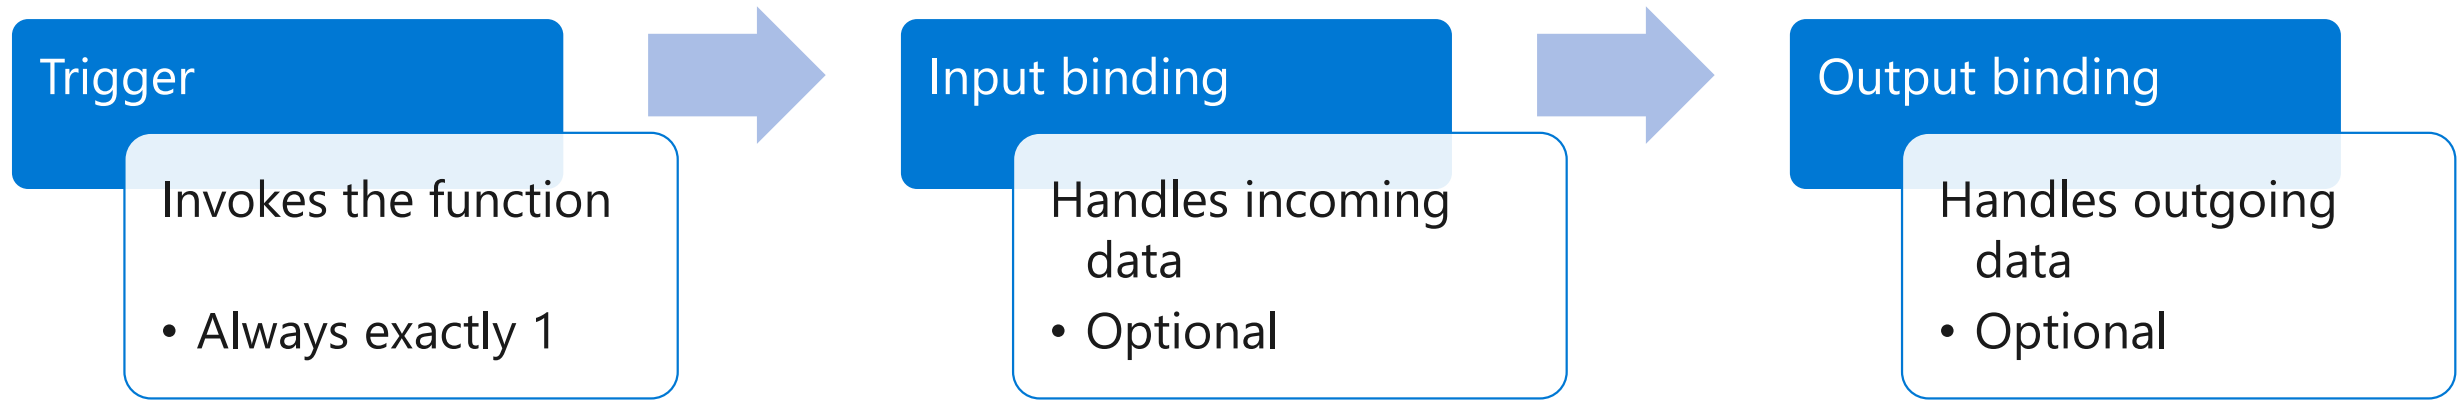 Trigger
Invokes the function
• Always exactly 1
Input binding
Handles incoming
data
• Optional
Output binding
Handles outgoing
data
• Optional